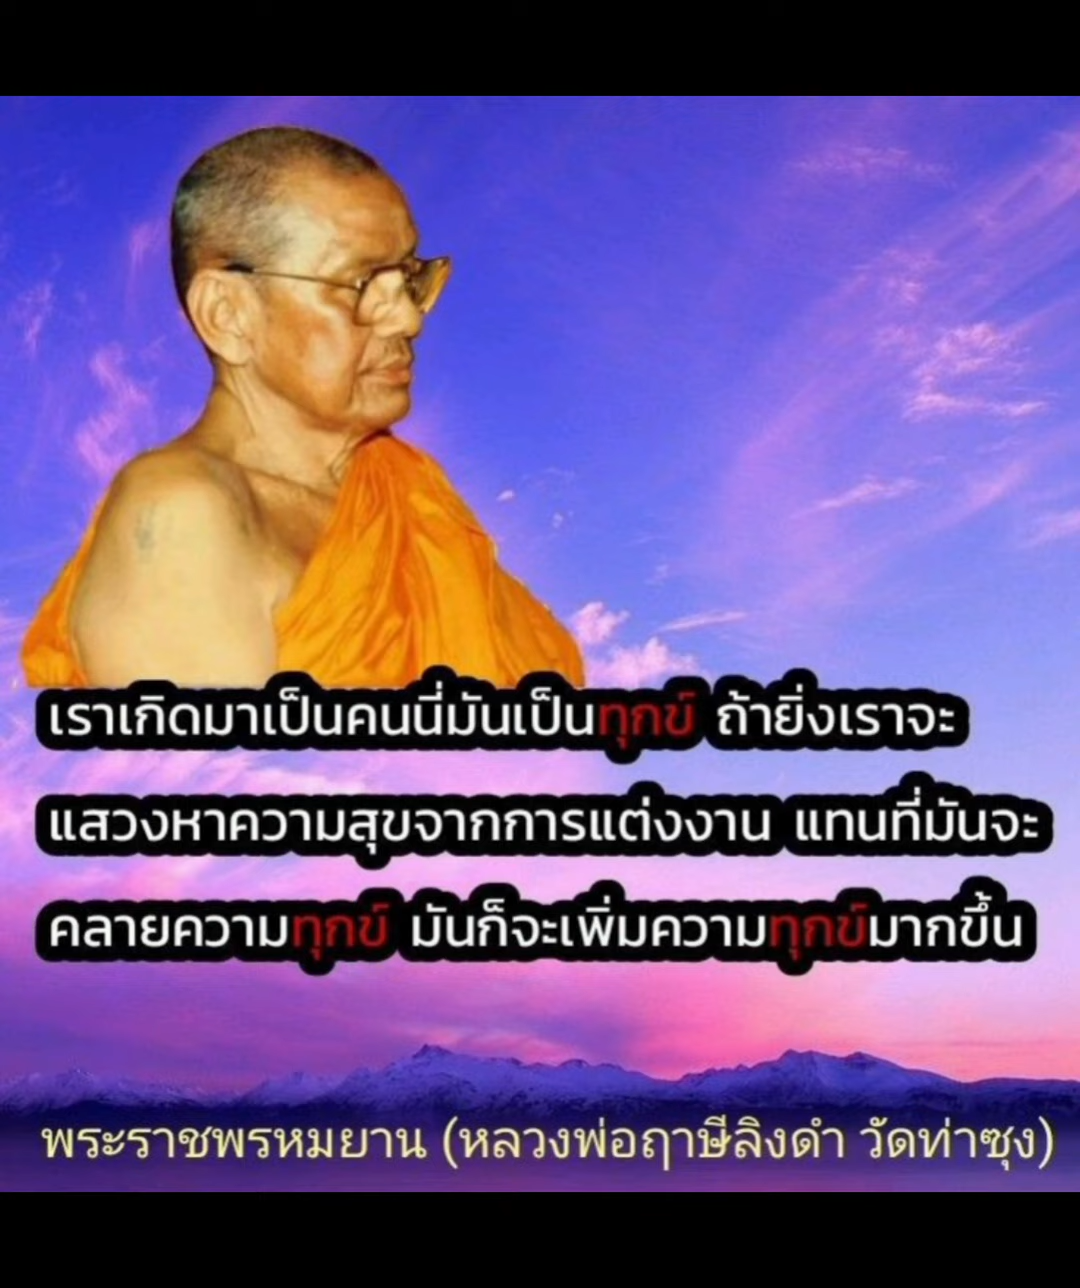 เราเกิดมาเป็นคนนี่มันเป็นทุกข์ ถ้ายิ่งเราจะ
แสวงหาความสุขจากการแต่งงาน แทนที่มันจะ
คลายความทุกข์ มันก็จะเพิ่มความทุกข์มากขึ้น
พระราชพรหมยาน (หลวงพ่อฤาษีลิงดำ วัดท่าซุง)